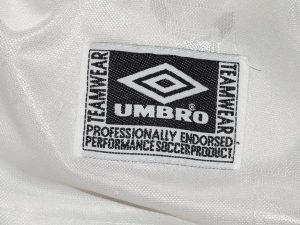 TEAMWEAR
UMBRO®
TEAMWEAR
PROFESSIONALLY ENDORSED
PERFORMANCE SOCCER PRODUCT